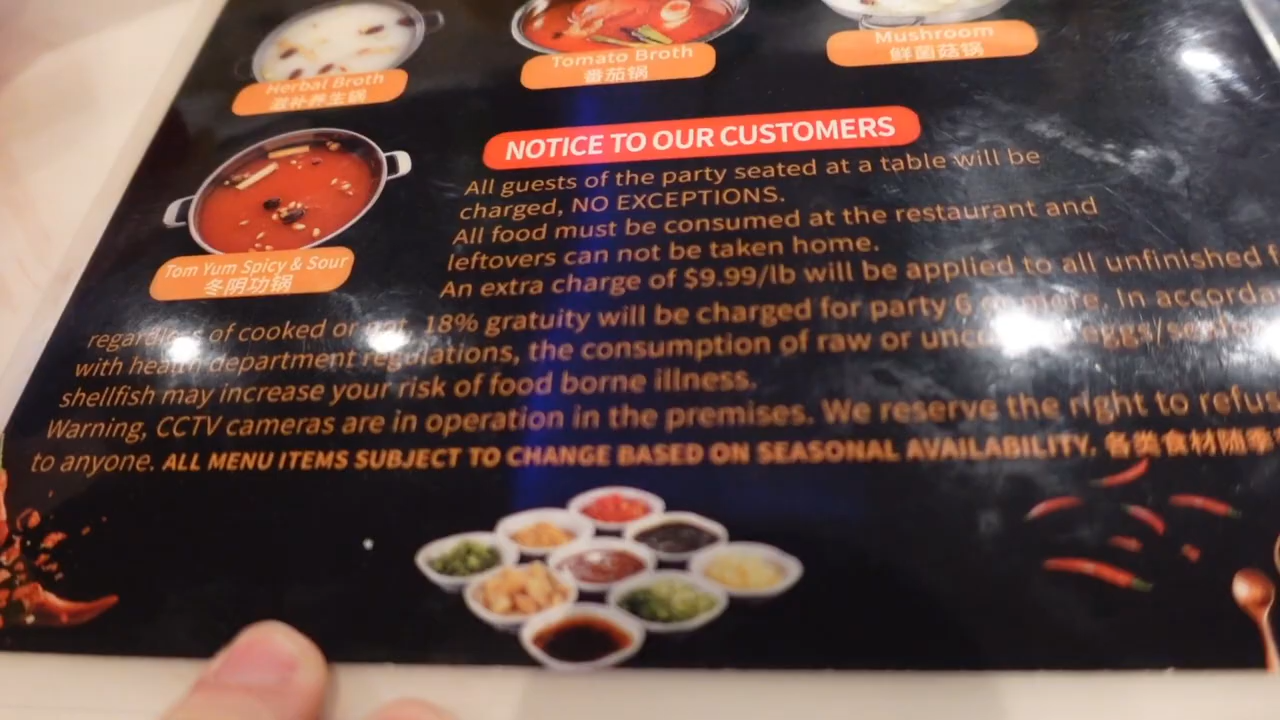 Herbal Broth
滋补养生锅
Tomato Broth
番茄锅
Mushroom
鲜菌菇锅
Tom Yum Spicy & Sour
冬阴功锅
NOTICE TO OUR CUSTOMERS
All guests of the party seated at a table will be
charged, NO EXCEPTIONS.
All food must be consumed at the restaurant and
leftovers can not be taken home.
An extra charge of $9.99/lb will be applied to all unfinished
of cooked or 18% gratuity will be charged for party 6 In
with health department regulations, the consumption of raw or
shellfish may increase your risk of food borne illness.
Warning, CCTV cameras are in operation in the premises. We reserve the right to
to anyone. ALL MENU ITEMS SUBJECT TO CHANGE BASED ON SEASONAL AVAILABILITY. 各类食材随季